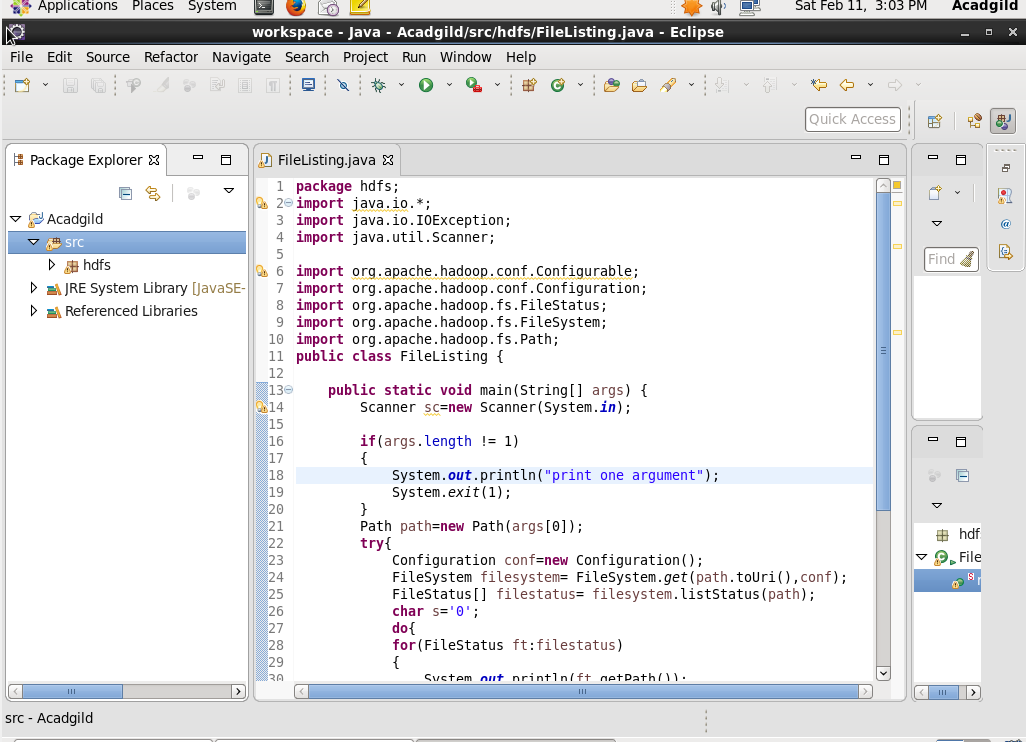 Applications Places System Sat Feb 11, 3:03 PM Acadgild
workspace - Java - Acadgild/src/hdfs/FileListing.java - Eclipse
File Edit Source Refactor Navigate Search Project Run Window Help
Quick Access
Package Explorer
Acadgild
src
hdfs
JRE System Library [JavaSE-
Referenced Libraries
FileListing.java
1 package hdfs;
2 import java.io.*;
3 import java.io.IOException;
4 import java.util.Scanner;
5
6 import org.apache.hadoop.conf.Configurable;
7 import org.apache.hadoop.conf.Configuration;
8 import org.apache.hadoop.fs.FileStatus;
9 import org.apache.hadoop.fs.FileSystem;
10 import org.apache.hadoop.fs.Path;
11 public class FileListing {
12
13 public static void main(String[] args) {
14 Scanner sc=new Scanner(System.in);
15
16 if(args.length != 1)
17 {
18 System.out.println("print one argument");
19 System.exit(1);
20 }
21 Path path=new Path(args[0]);
22 try{
23 Configuration conf=new Configuration();
24 FileSystem filesystem= FileSystem.get(path.toUri(),conf);
25 FileStatus[] filestatus= filesystem.listStatus(path);
26 char s='0';
27 do{
28 for(FileStatus ft:filestatus)
29 {
30 System.out.println(ft.getPath());
Find
hdf
File
src - Acadgild